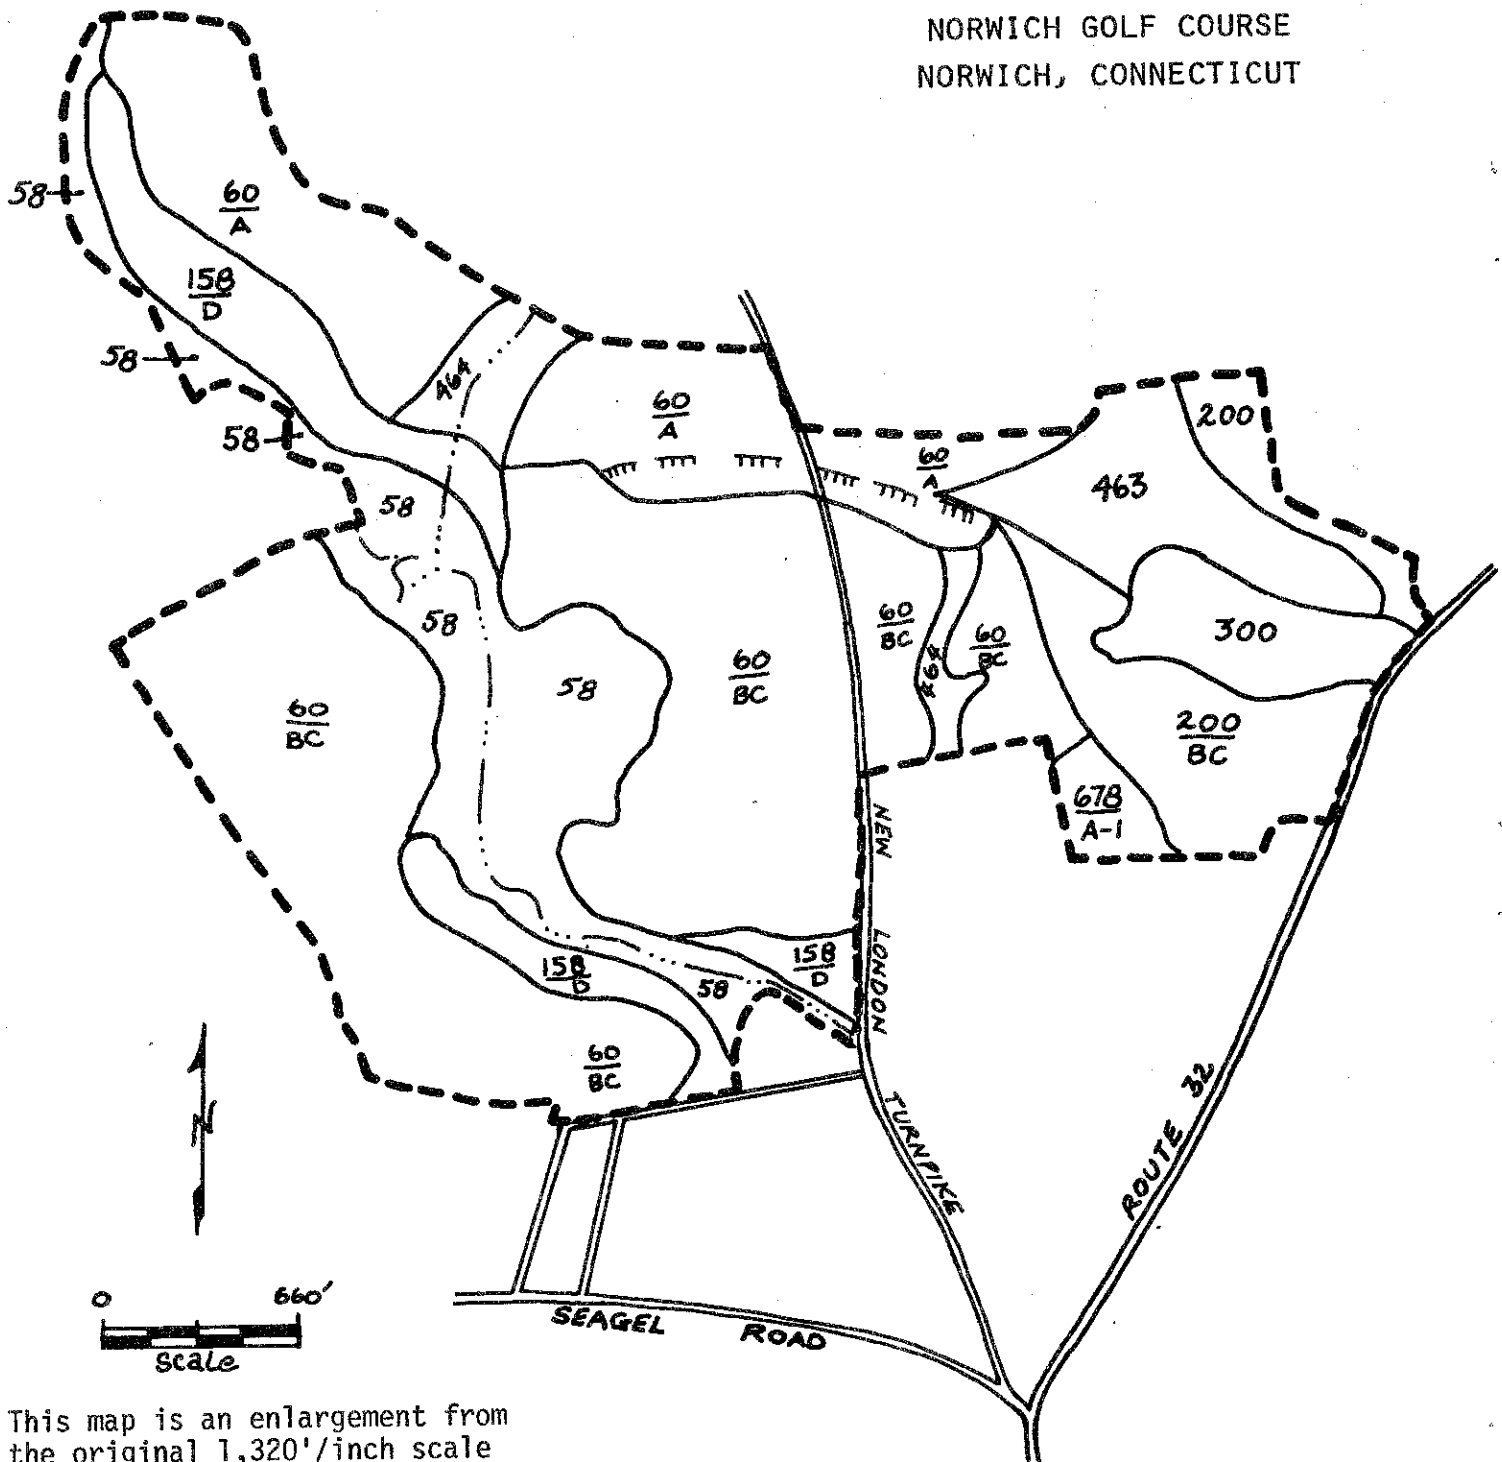 NORWICH GOLF COURSE
NORWICH, CONNECTICUT
58
60
A
158
D
58
464
60
A
200
58
60
A
463
58
58
60
BC
60
BC
464
300
58
60
BC
60
BC
200
BC
678
A-1
NEW
LONDON
TURNPIKE
158
D
158
D
58
60
BC
ROUTE 32
N
0 660'
scale
SEAGEL ROAD
This map is an enlargement from
the original 1,320'/inch scale